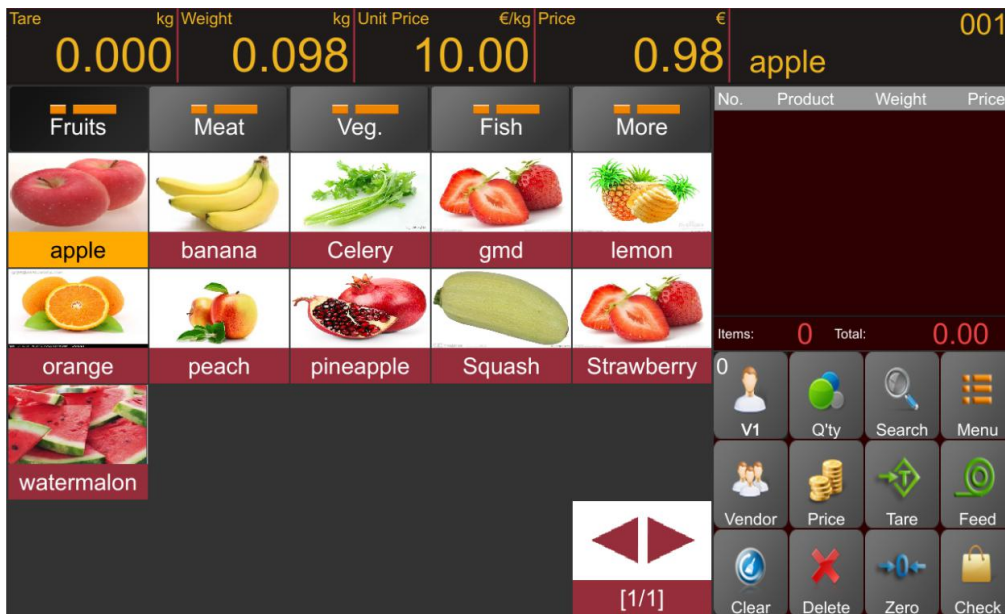 Tare kg Weight kg Unit Price €/kg Price €
001
0.000 0.098 10.00 0.98 apple
Fruits Meat Veg. Fish More
No. Product Weight Price
apple banana Celery gmd lemon
orange peach pineapple Squash Strawberry
Items: 0 Total: 0.00
0
V1 Q'ty Search Menu
watermalon
Vendor Price Tare Feed
[1/1]
Clear Delete Zero Check